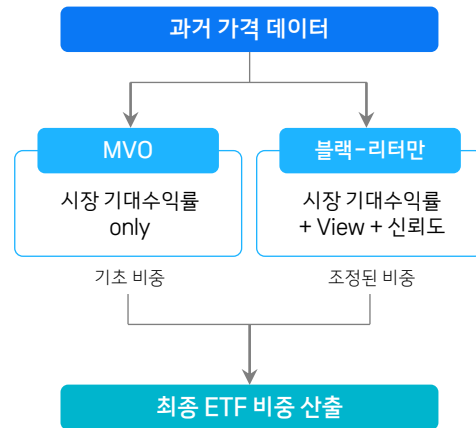 과거 가격 데이터
MVO
시장 기대수익률
only
기초 비중
블랙-리터만
시장 기대수익률
+ View + 신뢰도
조정된 비중
최종 ETF 비중 산출